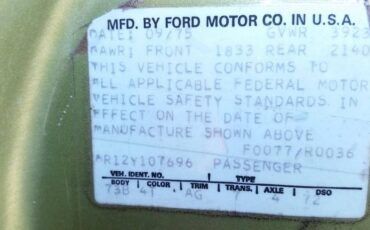 MFD. BY FORD MOTOR CO. IN U.S.A.
DATE: 09/75 GVWR 3923
GAWR: FRONT 1833 REAR 2140
THIS VEHICLE CONFORMS TO
ALL APPLICABLE FEDERAL MOTOR
VEHICLE SAFETY STANDARDS IN
EFFECT ON THE DATE OF
MANUFACTURE SHOWN ABOVE
F0077/R0036
PASSENGER
VEH. IDENT. NO. TYPE
BODY COLOR TRIM TRANS. AXLE DSO
73B 4T AG 4 72